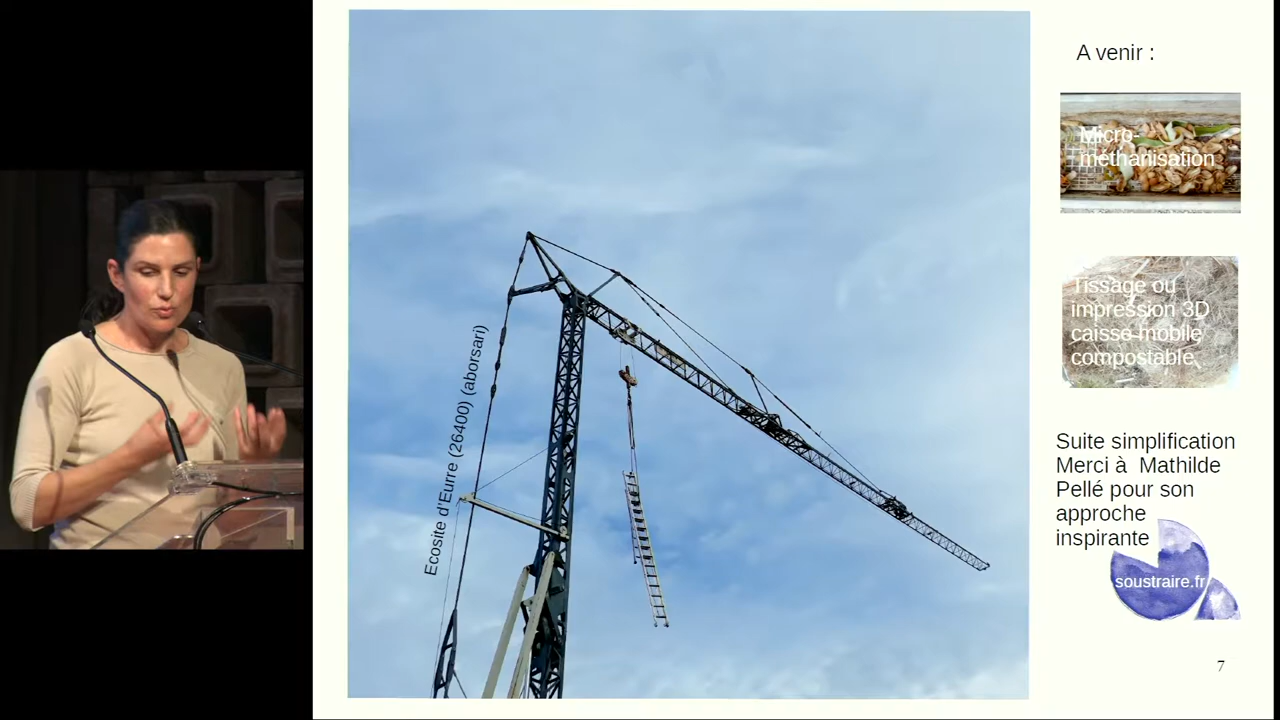 A venir :
Micro-
méthanisation
Tissage ou
impression 3D
caisse mobile
compostable.
Ecosite d'Eurre (26400) (aborsari)
Suite simplification
Merci à Mathilde
Pellé pour son
approche
inspirante
soustraire.fr
7